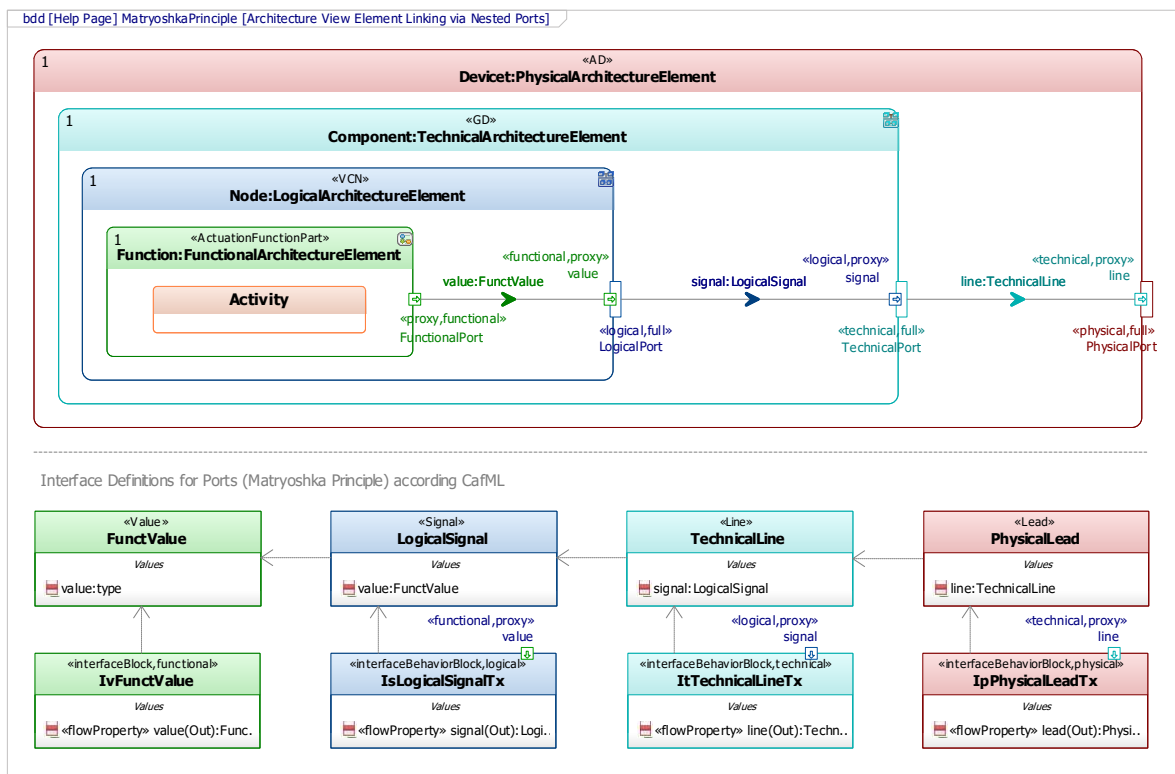 bdd [Help Page] MatryoshkaPrinciple [Architecture View Element Linking via Nested Ports]
1
«AD»
Devicet:PhysicalArchitectureElement
1
«GD»
Component:TechnicalArchitectureElement
1
«VCN»
Node:LogicalArchitectureElement
1
«ActuationFunctionPart»
Function:FunctionalArchitectureElement
Activity
«proxy,functional»
FunctionalPort
value:FunctValue
«functional,proxy»
value
«logical,full»
LogicalPort
signal:LogicalSignal
«logical,proxy»
signal
«technical,full»
TechnicalPort
line:TechnicalLine
«technical,proxy»
line
«physical,full»
PhysicalPort
Interface Definitions for Ports (Matryoshka Principle) according CafML
«Value»
FunctValue
Values
value:type
«Signal»
LogicalSignal
Values
value:FunctValue
«Line»
TechnicalLine
Values
signal:LogicalSignal
«Lead»
PhysicalLead
Values
line:TechnicalLine
«functional,proxy»
value
«logical,proxy»
signal
«technical,proxy»
line
«interfaceBlock,functional»
IvFunctValue
Values
«flowProperty» value(Out):Func..
«interfaceBehaviorBlock,logical»
IsLogicalSignalTx
Values
«flowProperty» signal(Out):Logi..
«interfaceBehaviorBlock,technical»
ItTechnicalLineTx
Values
«flowProperty» line(Out):Techn..
«interfaceBehaviorBlock,physical»
IpPhysicalLeadTx
Values
«flowProperty» lead(Out):Physi..